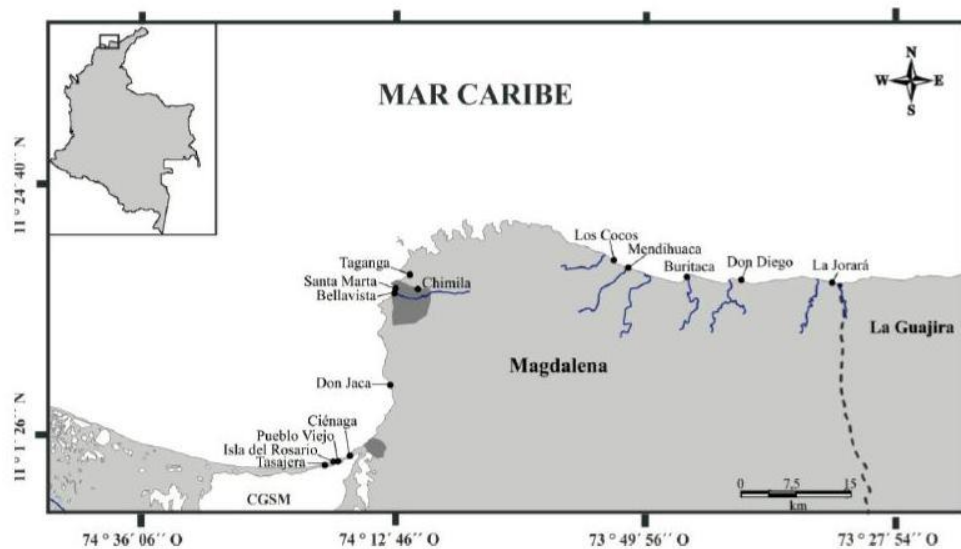 MAR CARIBE
N
W E
S
11° 24´ 40´´ N
Los Cocos
Mendihuaca
Taganga
Buritaca
Don Diego
La Jorará
Santa Marta
Chimila
Bellavista
La Guajira
Magdalena
Don Jaca
11° 1´ 26´´ N
Ciénaga
Pueblo Viejo
Isla del Rosario
Tasajera
CGSM
0 7,5 15
km
74° 36´ 06´´ O
74° 12´ 46´´ O
73° 49´ 56´´ O
73° 27´ 54´´ O